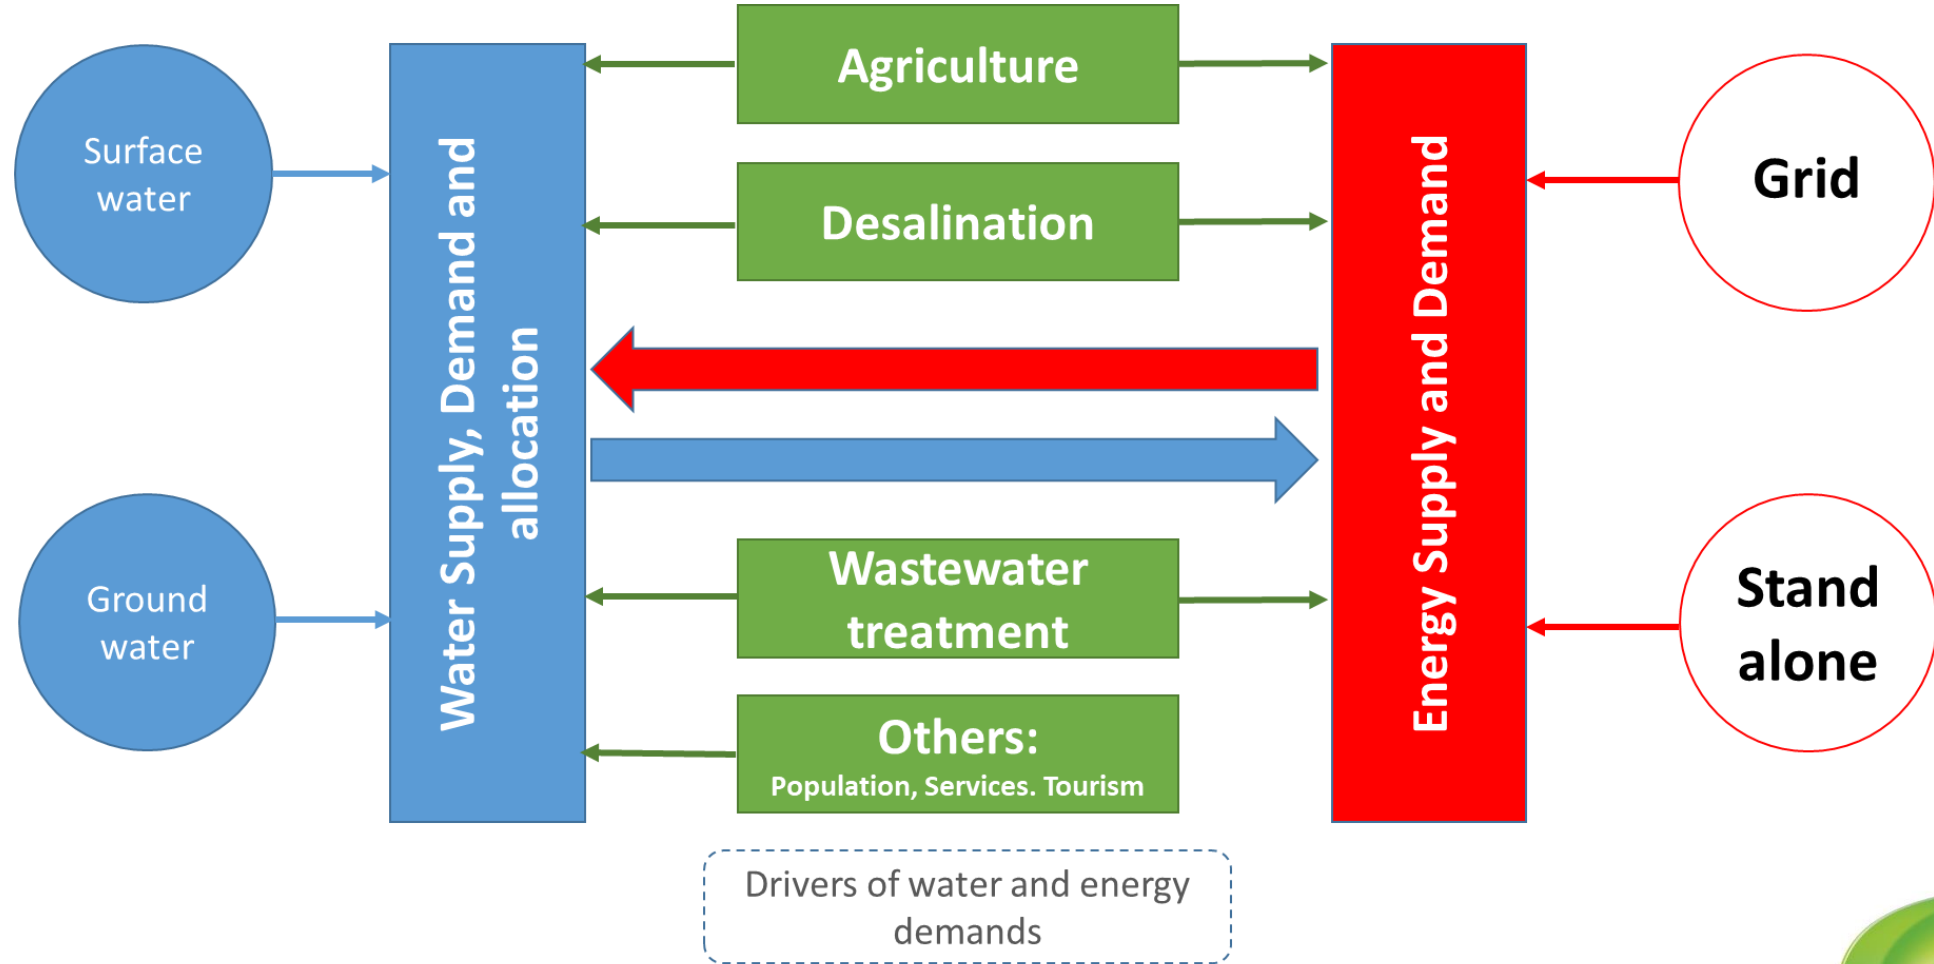 Surface
water
Ground
water
Water Supply, Demand and
allocation
Agriculture
Desalination
Wastewater
treatment
Others:
Population, Services. Tourism
Drivers of water and energy
demands
Energy Supply and Demand
Grid
Stand
alone